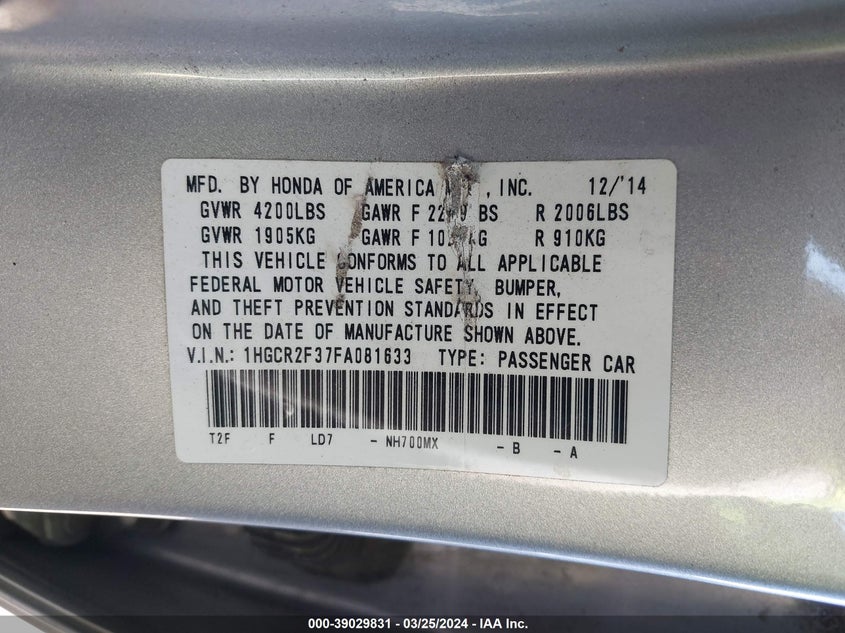 MFD. BY HONDA OF AMERICA , INC. 12/'14
GVWR 4200LBS GAWR F R 2006LBS
GVWR 1905KG GAWR F R 910KG
THIS VEHICLE CONFORMS TO ALL APPLICABLE
FEDERAL MOTOR VEHICLE SAFETY, BUMPER,
AND THEFT PREVENTION STANDARDS IN EFFECT
ON THE DATE OF MANUFACTURE SHOWN ABOVE.
V.I.N.: 1HGCR2F37FA081633 TYPE: PASSENGER CAR
T2F F LD7 - NH700MX - B - A
000-39029831 - 03/25/2024 - IAA Inc.